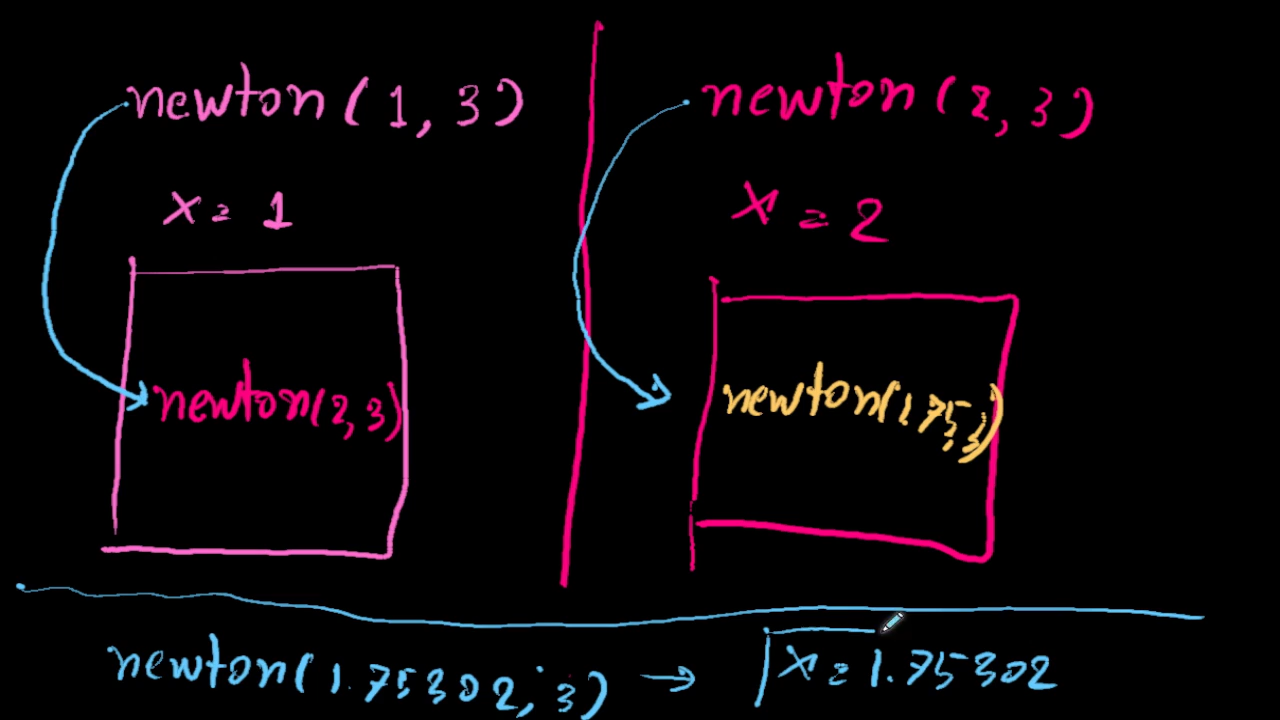 newton(1, 3)
x = 1
newton(2, 3)
newton(2, 3)
x = 2
newton(1.75, 3)
newton(1.75302, 3) → x = 1.75302